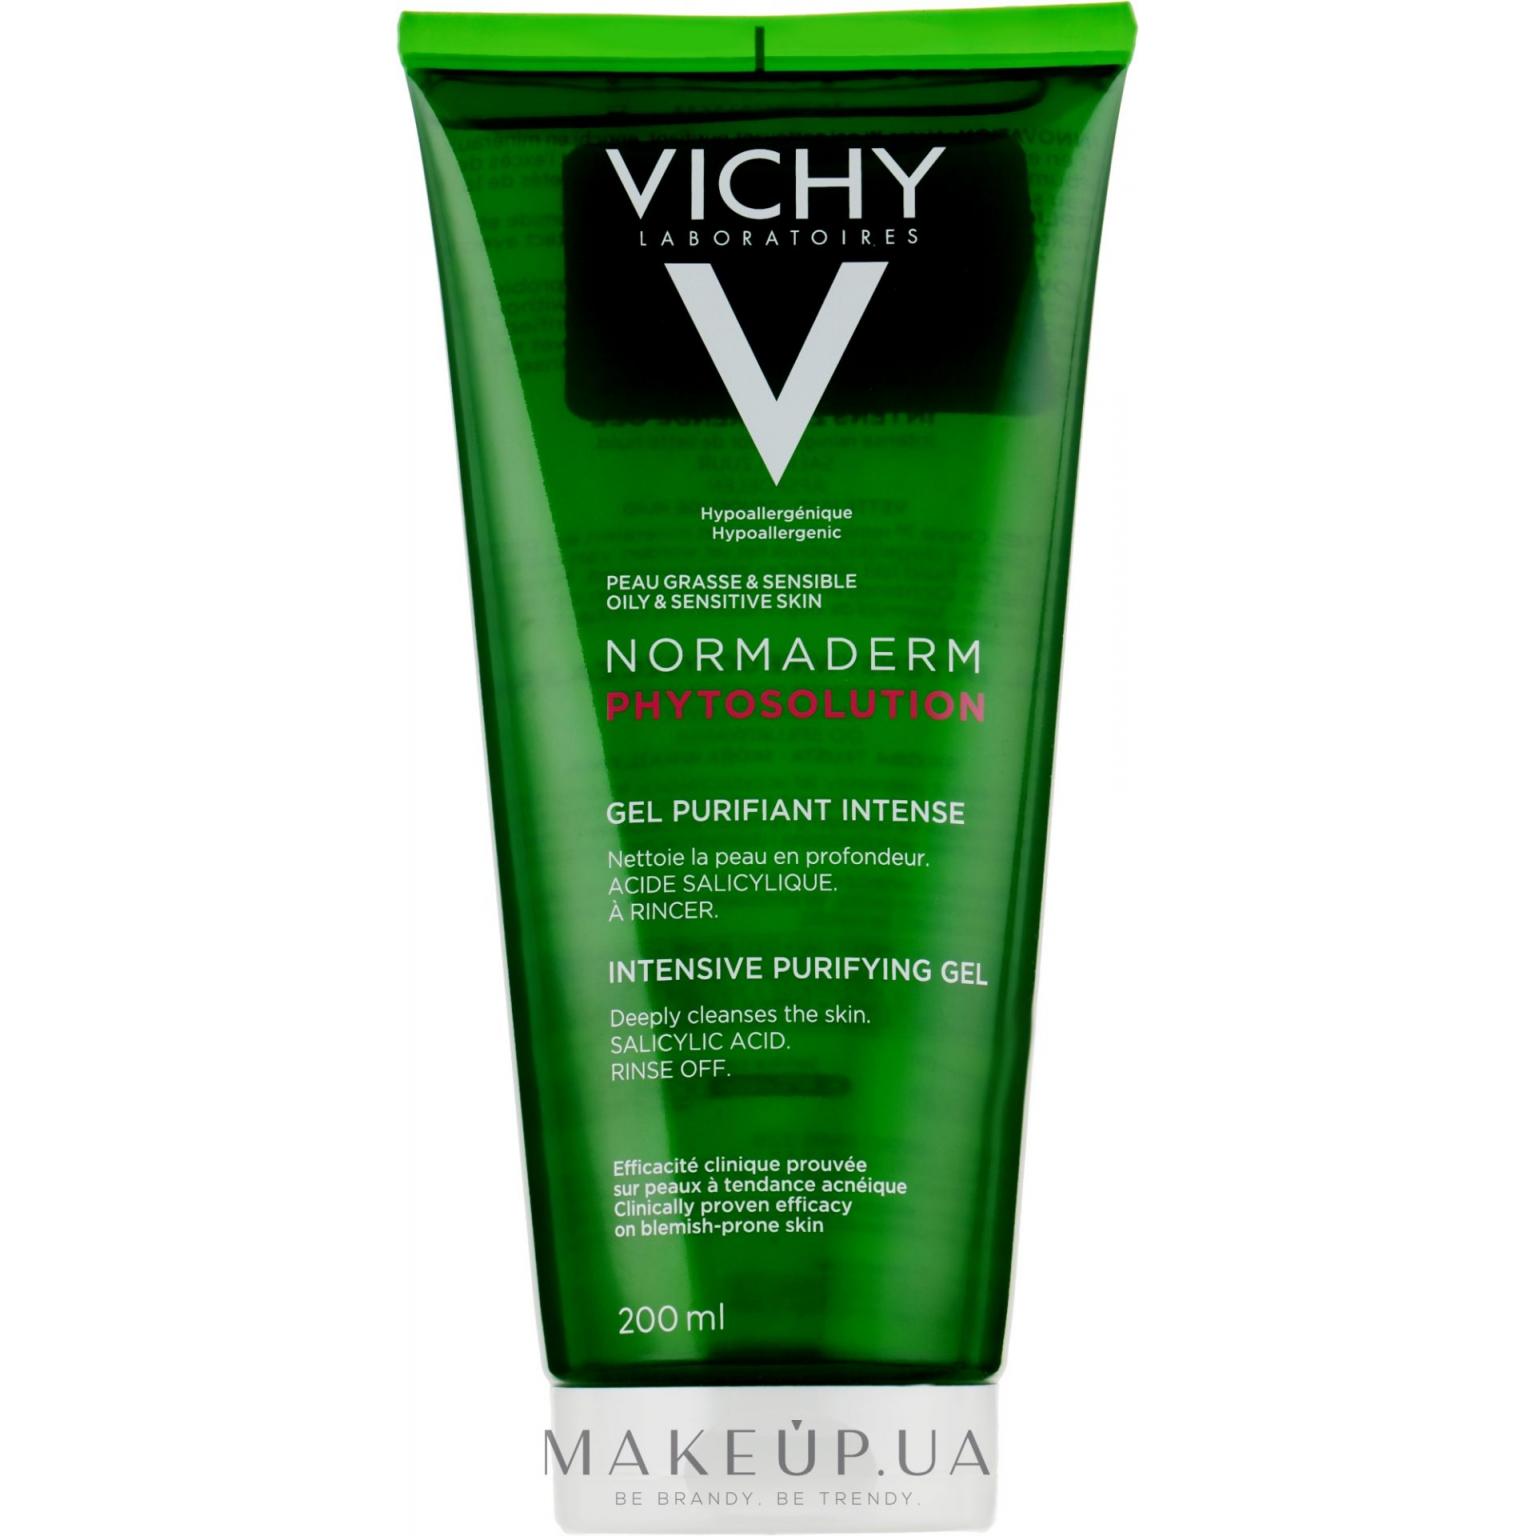 VICHY
LABORATOIRES
V
Hypoallergénique
Hypoallergenic
PEAU GRASSE & SENSIBLE
OILY & SENSITIVE SKIN
NORMADERM
PHYTOSOLUTION
GEL PURIFIANT INTENSE
Nettoie la peau en profondeur.
ACIDE SALICYLIQUE.
À RINCER.
INTENSIVE PURIFYING GEL
Deeply cleanses the skin.
SALICYLIC ACID.
RINSE OFF.
Efficacité clinique prouvée
sur peaux à tendance acnéique
Clinically proven efficacy
on blemish-prone skin
200 ml
MAKEUP.UA
BE BRANDY. BE TRENDY.